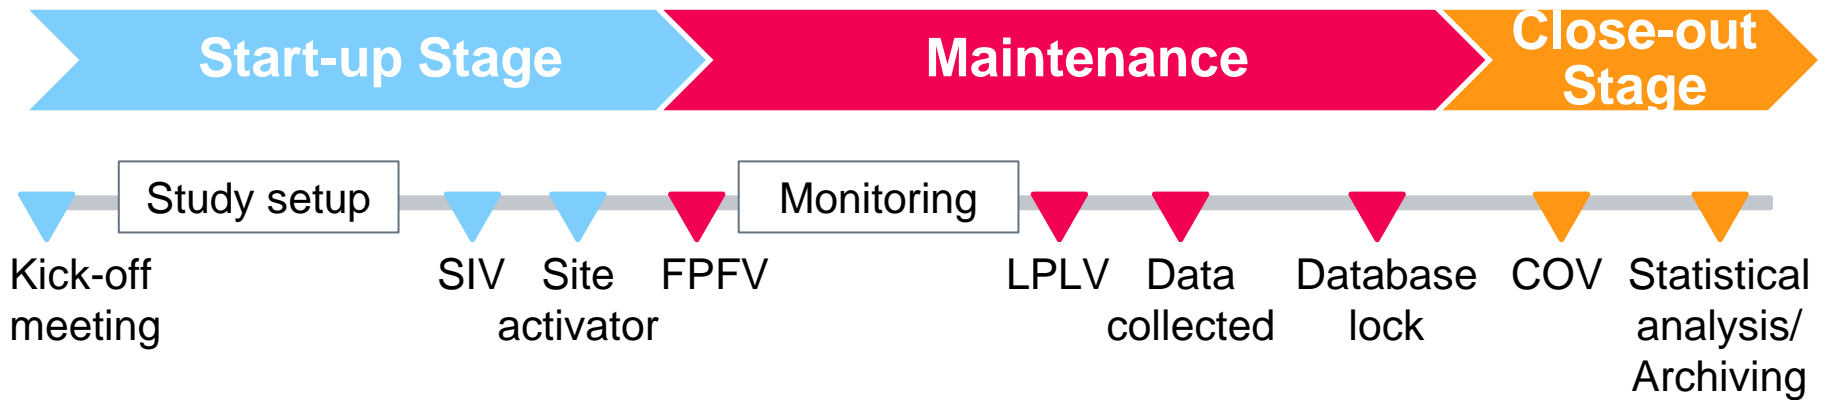 Start-up Stage
Maintenance
Close-out
Stage
Study setup
Monitoring
Kick-off
meeting
SIV
Site
activator
FPFV
LPLV
Data
collected
Database
lock
COV
Statistical
analysis/
Archiving